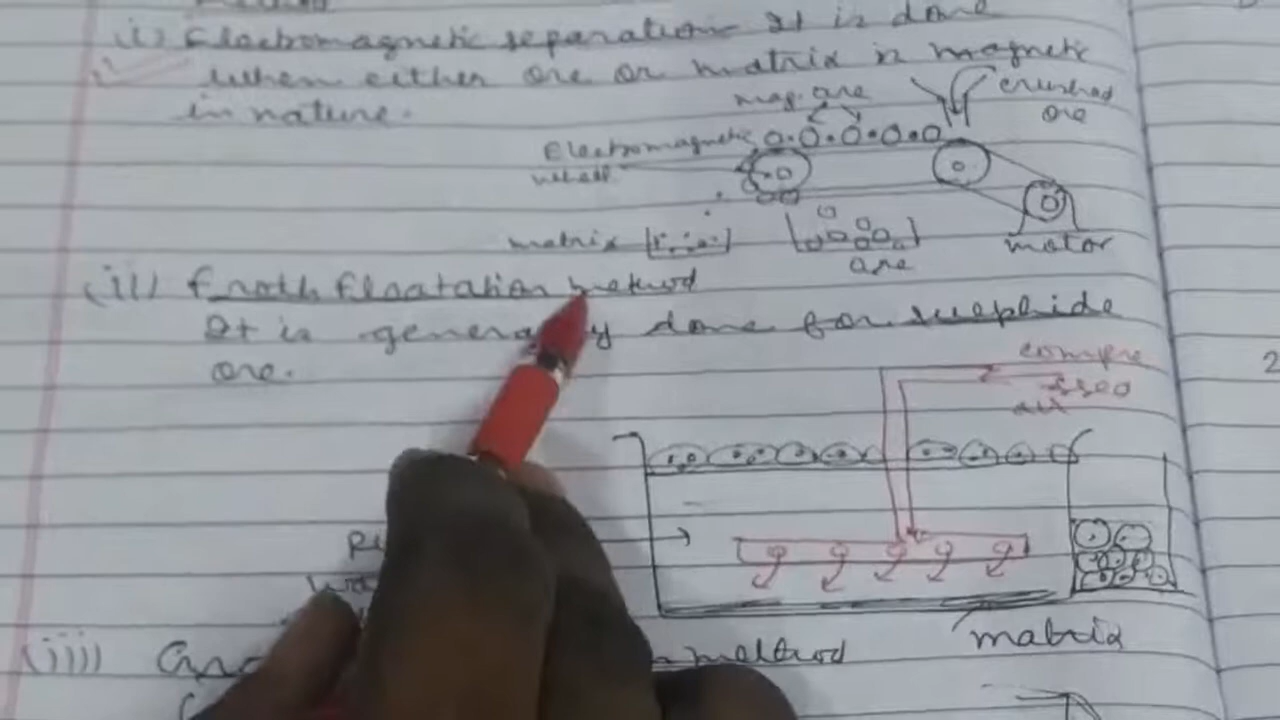 (i) Electromagnetic separation It is done
When either ore or matrix is magnetic
in nature.
mag. ore
crushed
ore
Electromagnetic
wheel
matrix
ore
motor
(ii) Froth floatation method
It is generally done for sulphide
ore.
compre
ssed
air
matrix
(iii)
method
2